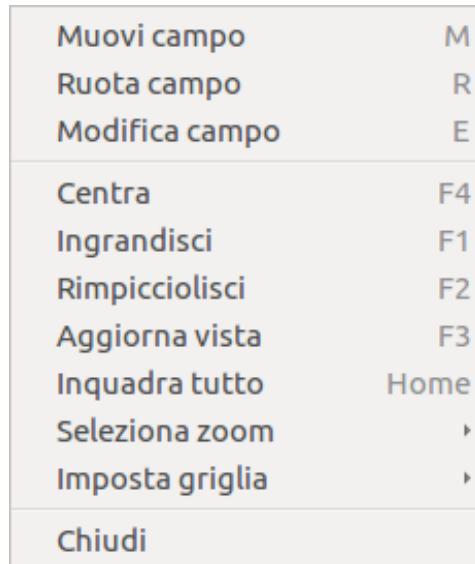 Muovi campo M
Ruota campo R
Modifica campo E
Centra F4
Ingrandisci F1
Rimpicciolisci F2
Aggiorna vista F3
Inquadra tutto Home
Seleziona zoom
Imposta griglia
Chiudi